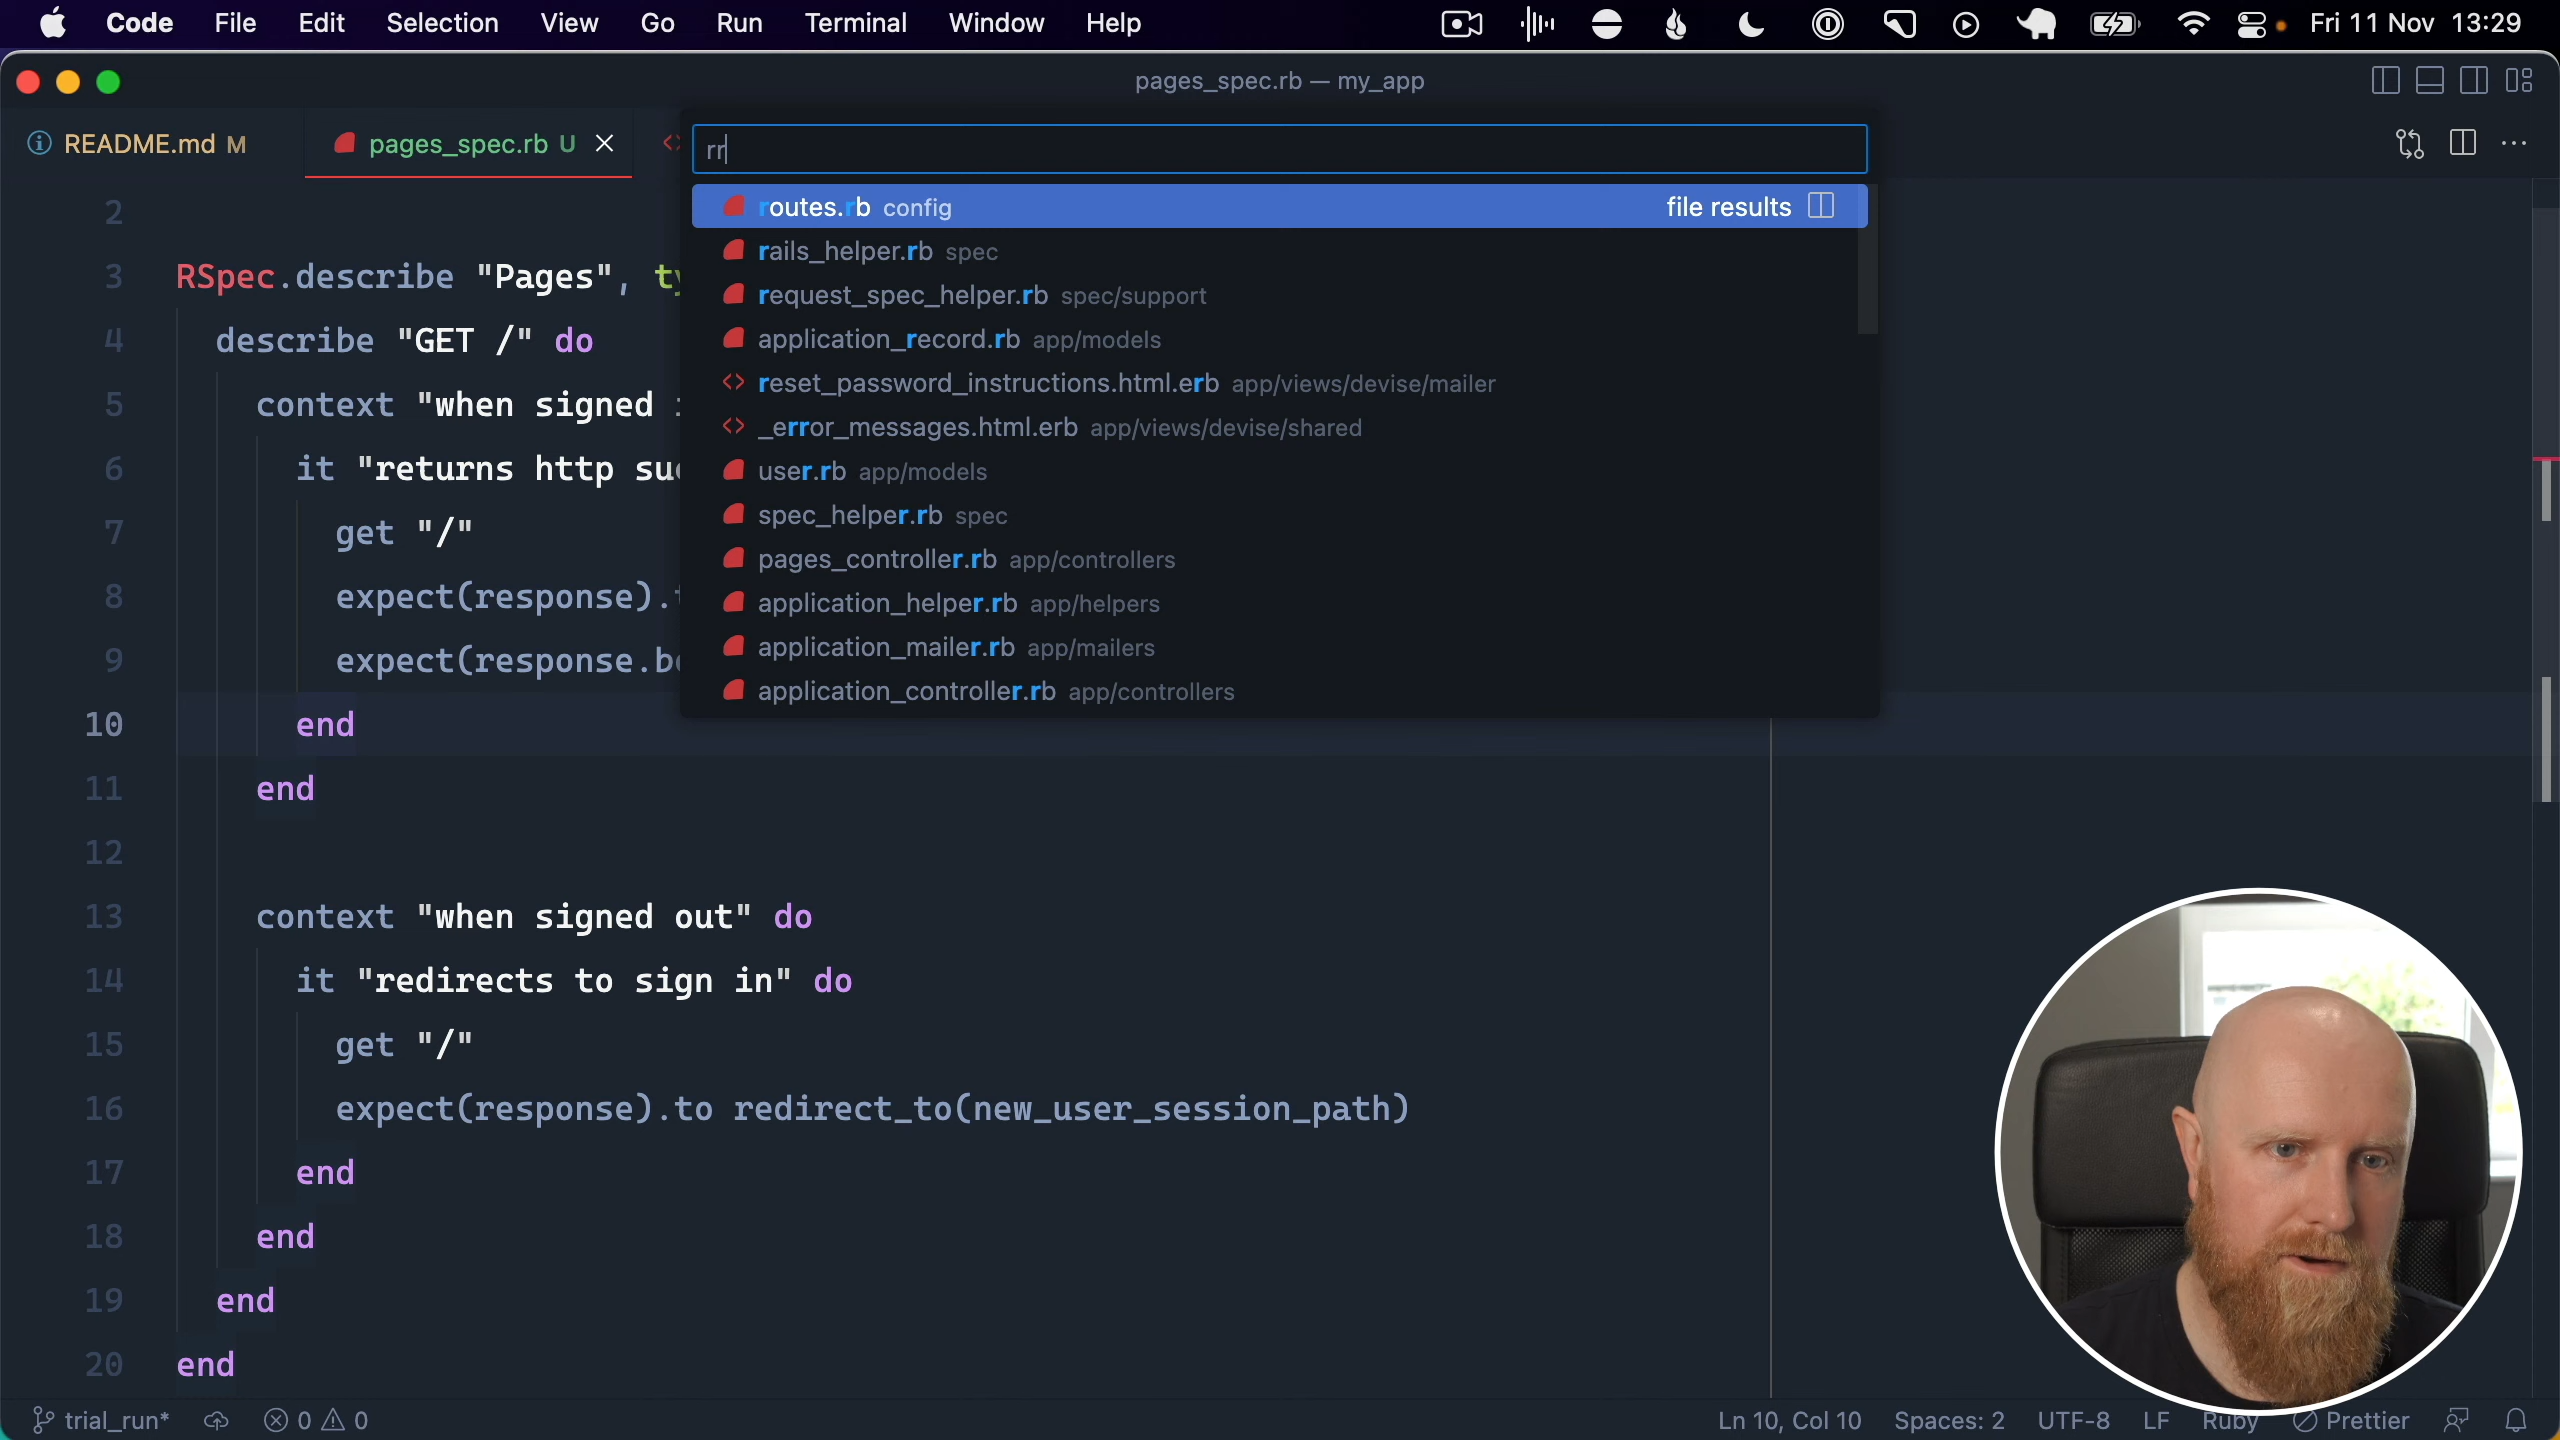 Code File Edit Selection View Go Run Terminal Window Help Fri 11 Nov 13:29
pages_spec.rb — my_app
README.md M pages_spec.rb U
rr
routes.rb config file results
rails_helper.rb spec
request_spec_helper.rb spec/support
application_record.rb app/models
reset_password_instructions.html.erb app/views/devise/mailer
_error_messages.html.erb app/views/devise/shared
user.rb app/models
spec_helper.rb spec
pages_controller.rb app/controllers
application_helper.rb app/helpers
application_mailer.rb app/mailers
application_controller.rb app/controllers
2
3 RSpec.describe "Pages", ty
4 describe "GET /" do
5 context "when signed i
6 it "returns http suc
7 get "/"
8 expect(response).t
9 expect(response.bo
10 end
11 end
12
13 context "when signed out" do
14 it "redirects to sign in" do
15 get "/"
16 expect(response).to redirect_to(new_user_session_path)
17 end
18 end
19 end
20 end
trial_run* 0 0 Ln 10, Col 10 Spaces: 2 UTF-8 LF Ruby Prettier